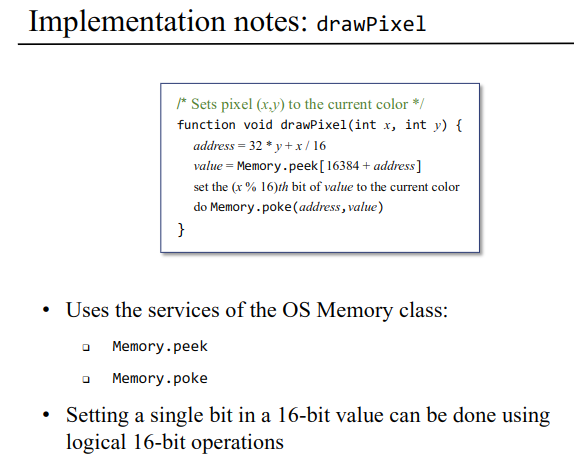 Implementation notes: drawPixel
/* Sets pixel (x,y) to the current color */
function void drawPixel(int x, int y) {
address = 32 * y + x / 16
value = Memory.peek[16384 + address]
set the (x % 16)th bit of value to the current color
do Memory.poke(address,value)
}
• Uses the services of the OS Memory class:
❑ Memory.peek
❑ Memory.poke
• Setting a single bit in a 16-bit value can be done using
logical 16-bit operations